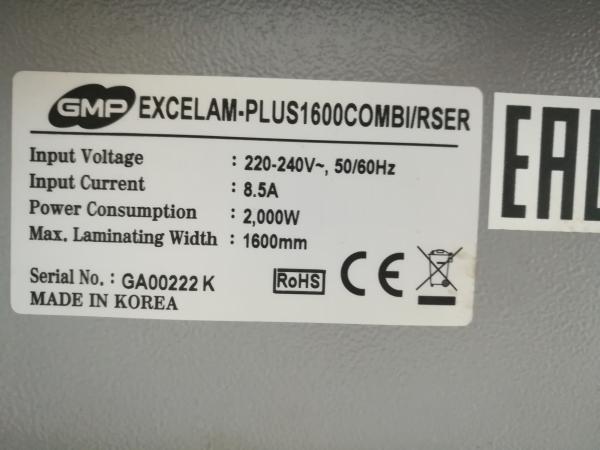 GMP EXCELAM-PLUS1600COMBI/RSER
Input Voltage : 220-240V~, 50/60Hz
Input Current : 8.5A
Power Consumption : 2,000W
Max. Laminating Width : 1600mm
Serial No. : GA00222 K
MADE IN KOREA
RoHS CE
EAC